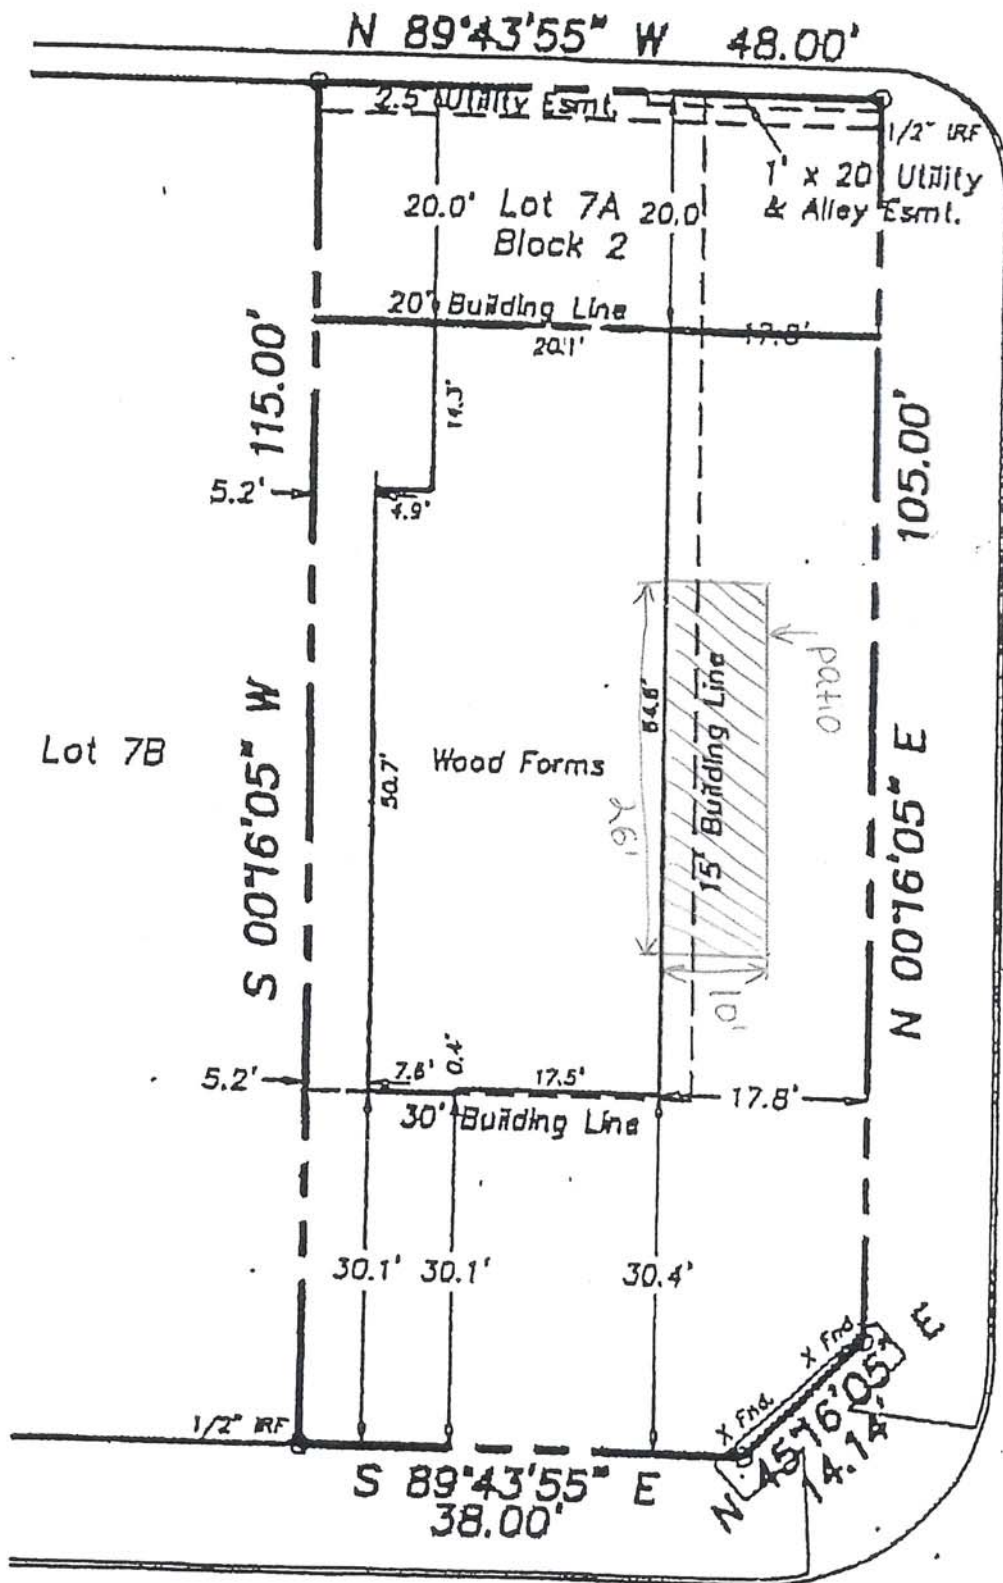 N 89°43'55" W 48.00'
2.5' Utility Esmt.
1/2" IRF
1' x 20' Utility
& Alley Esmt.
20.0' Lot 7A 20.0
Block 2
20' Building Line
20.1' 17.8'
115.00'
14.3'
105.00'
5.2'
4.9'
patio
64.8'
15' Building Line
Lot 7B
S 00°16'05" W
50.7'
Wood Forms
N 00°16'05" E
10'
5.2'
7.6' 0.4' 17.5'
17.8'
30' Building Line
30.1' 30.1' 30.4'
X Fnd. X Fnd.
N 45°16'05" E
14.14'
1/2" IRF
S 89°43'55" E
38.00'